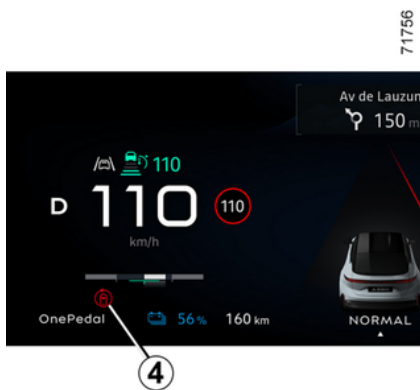 71756
Av de Lauzun
150 m
110
D 110 110
km/h
OnePedal 56% 160 km NORMAL
4